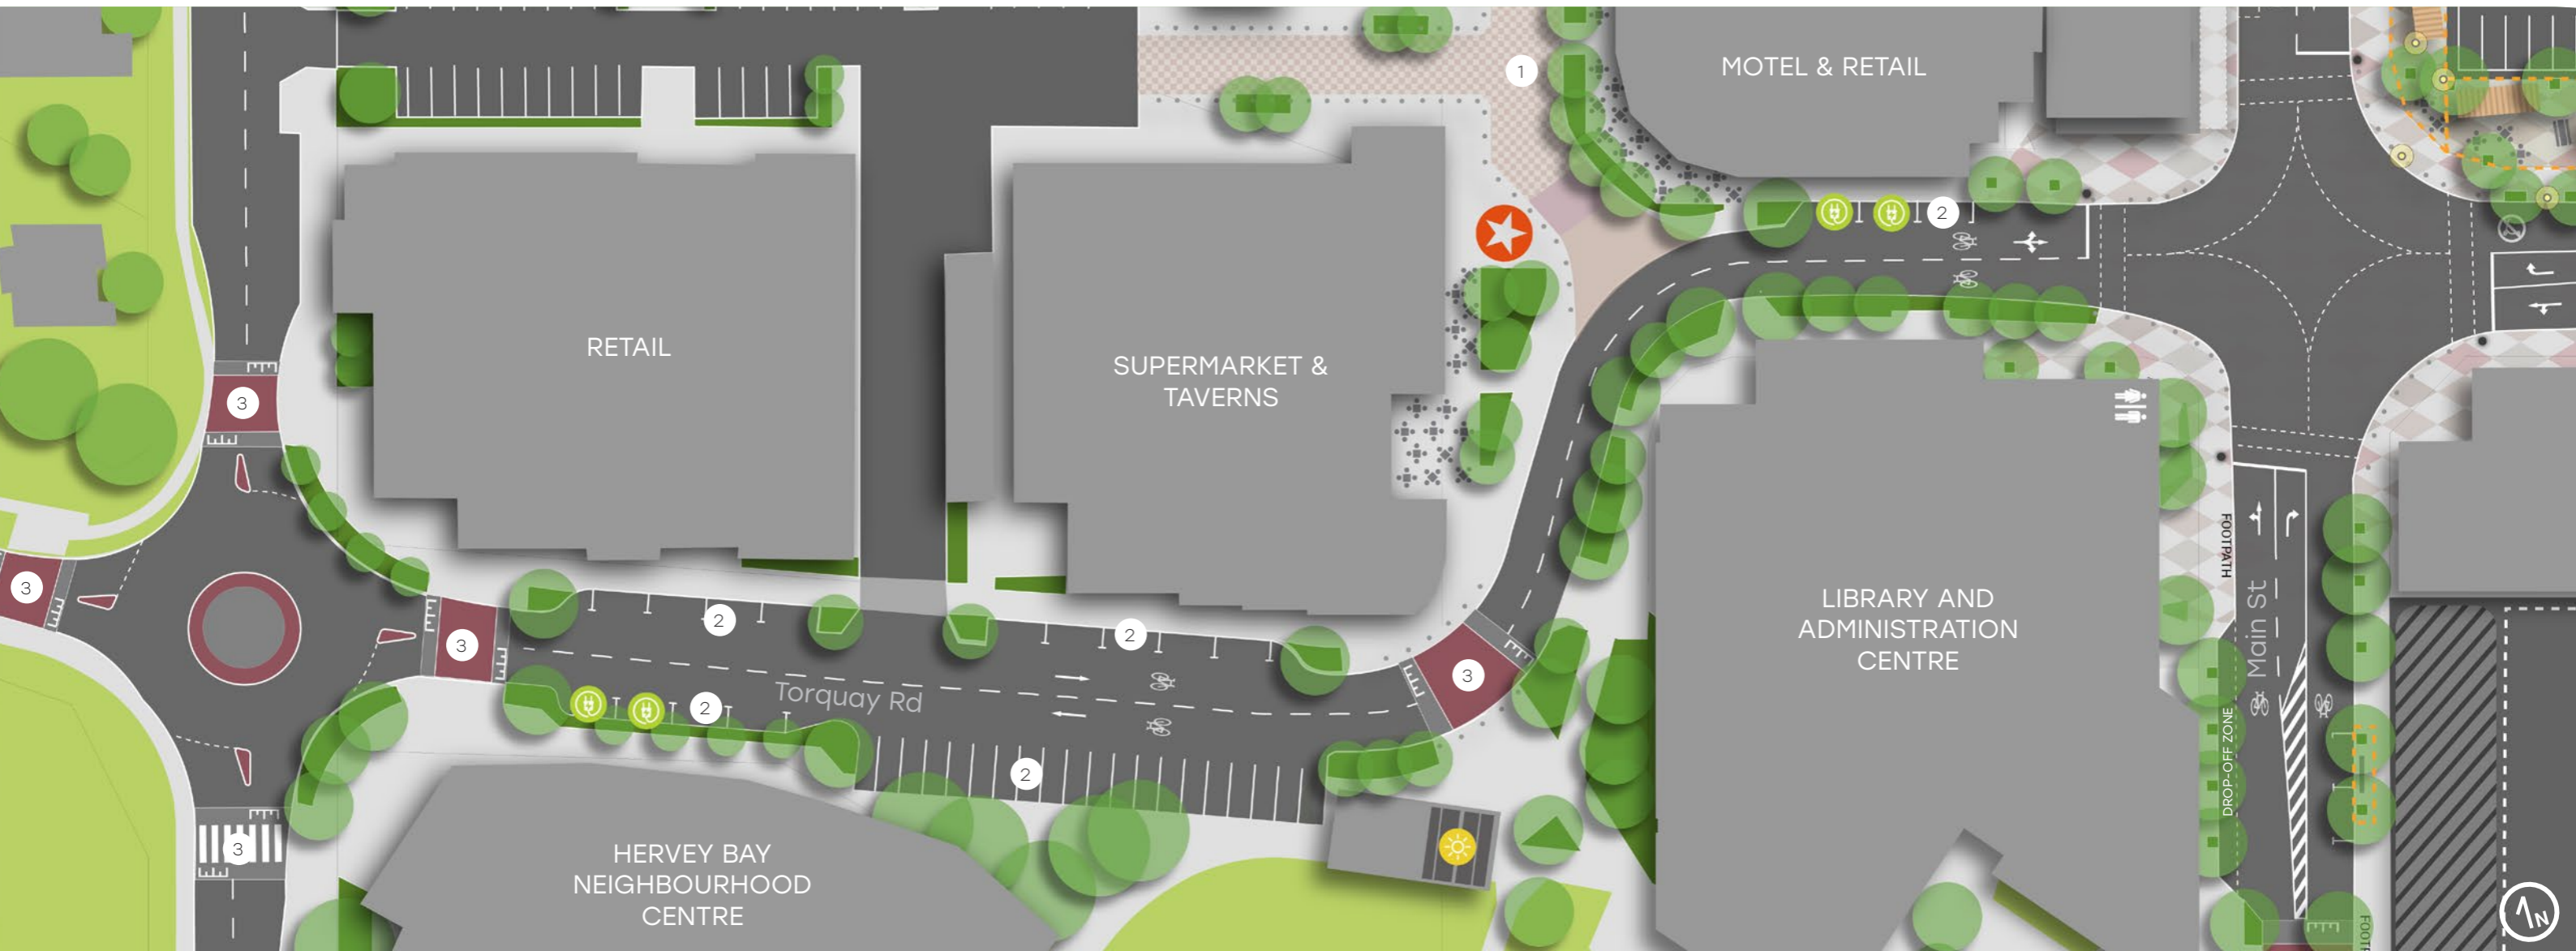 1
MOTEL & RETAIL
2
RETAIL
SUPERMARKET &
TAVERNS
3
3
3
2
2
2
Torquay Rd
3
2
LIBRARY AND
ADMINISTRATION
CENTRE
FOOTPATH
Main St
DROP-OFF ZONE
3
HERVEY BAY
NEIGHBOURHOOD
CENTRE
N